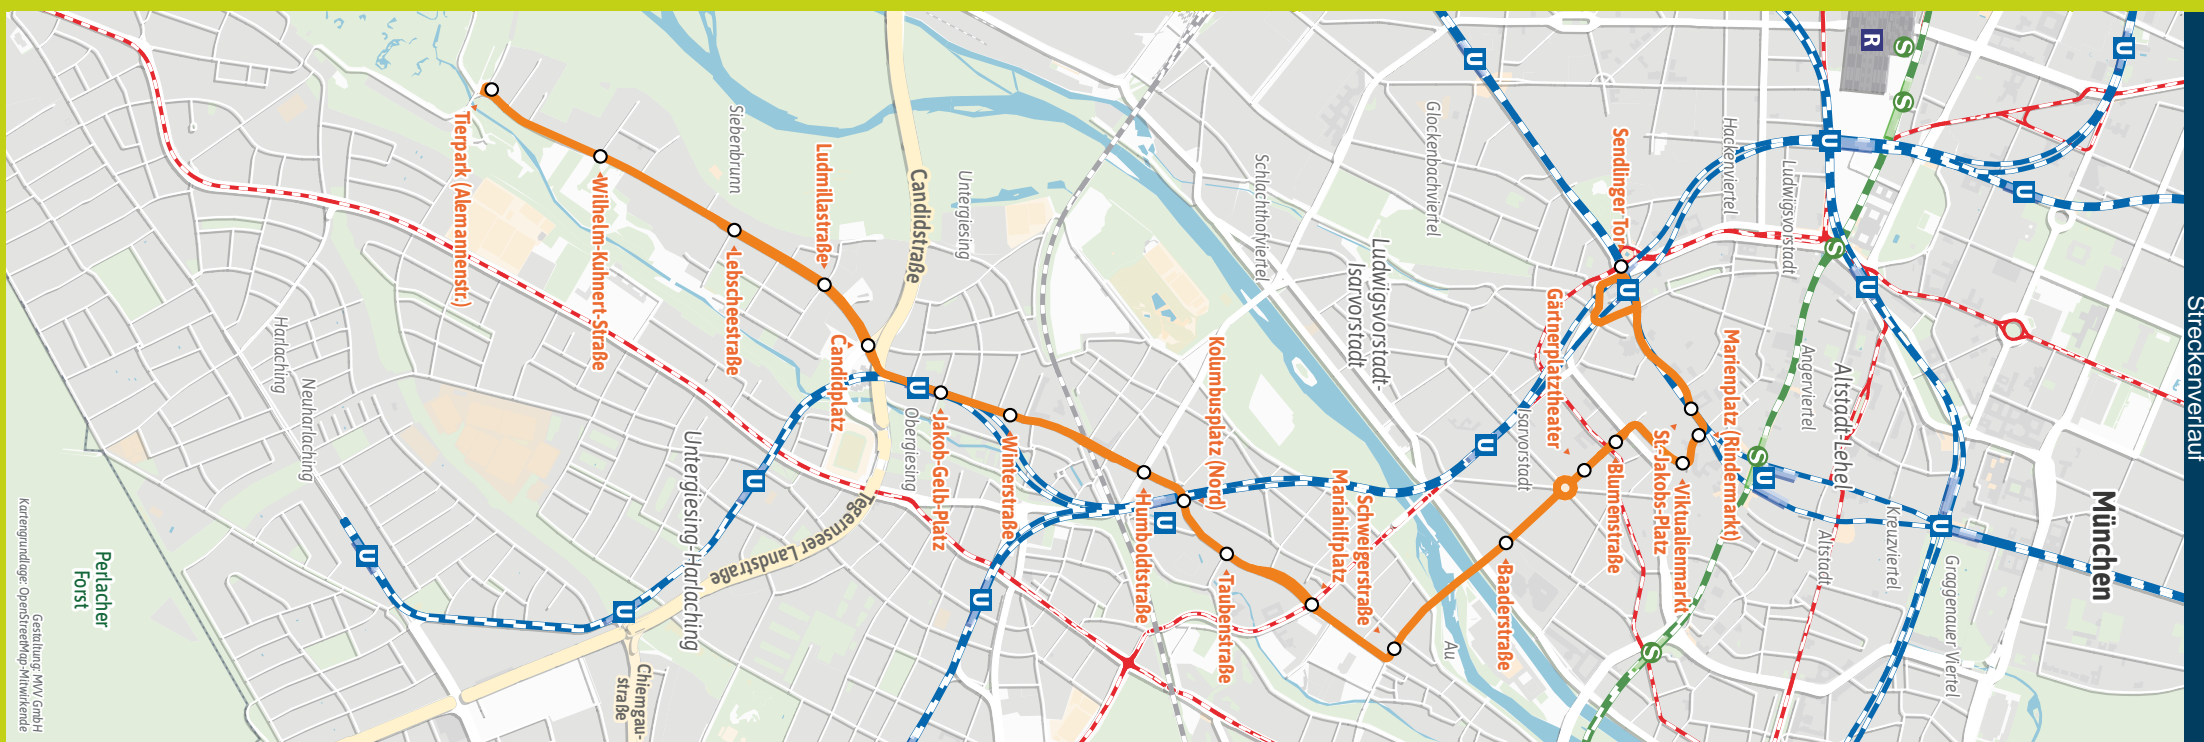 Streckenverlauf
München
R
S
S
U
U
U
U
S
U
U
U
U
S
S
U
U
U
U
U
U
U
U
Graggenauer Viertel
Kreuzviertel
Altstadt-Lehel
Altstadt
Angerviertel
Ludwigsvorstadt
Hackenviertel
Marienplatz (Rindermarkt)
Viktualienmarkt
St-Jakobs-Platz
Sendlinger Tor
Blumenstraße
Gärtnerplatztheater
Isarvorstadt
Baaderstraße
Au
Glockenbachviertel
Ludwigsvorstadt-
Isarvorstadt
Schweigerstraße
Mariahilfplatz
Schlachthofviertel
Kolumbusplatz (Nord)
Taubenstraße
Humboldtstraße
Winterstraße
Untergiesing
Jakob-Gelb-Platz
Candidstraße
Obergiesing
Tegernseer Landstraße
Candidplatz
Ludmillastraße
Siebenbrunn
Lebscheestraße
Untergiesing-Harlaching
Chiemgau-
straße
Wilhelm-Kuhnert-Straße
Tierpark (Alemannenstr.)
Neuharlaching
Harlaching
Perlacher
Forst
Gestaltung: MVV GmbH
Kartengrundlage: OpenStreetMap-Mitwirkende